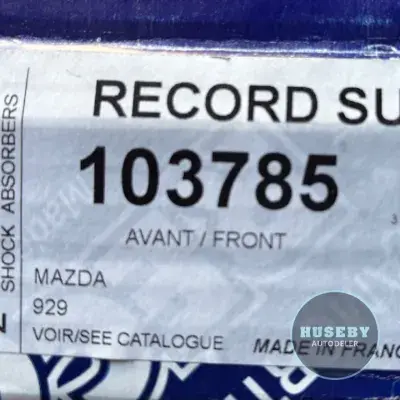 RECORD SU
103785
AVANT / FRONT
MAZDA
929
VOIR/SEE CATALOGUE
MADE IN FRANC
SHOCK ABSORBERS
HUSEBY
AUTODELER